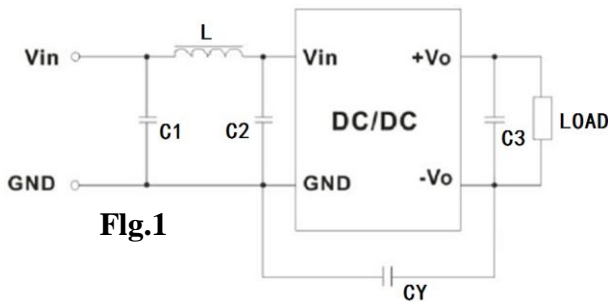 L
Vin
Vin
+Vo
C1
C2
DC/DC
C3
LOAD
GND
GND
-Vo
Flg.1
CY